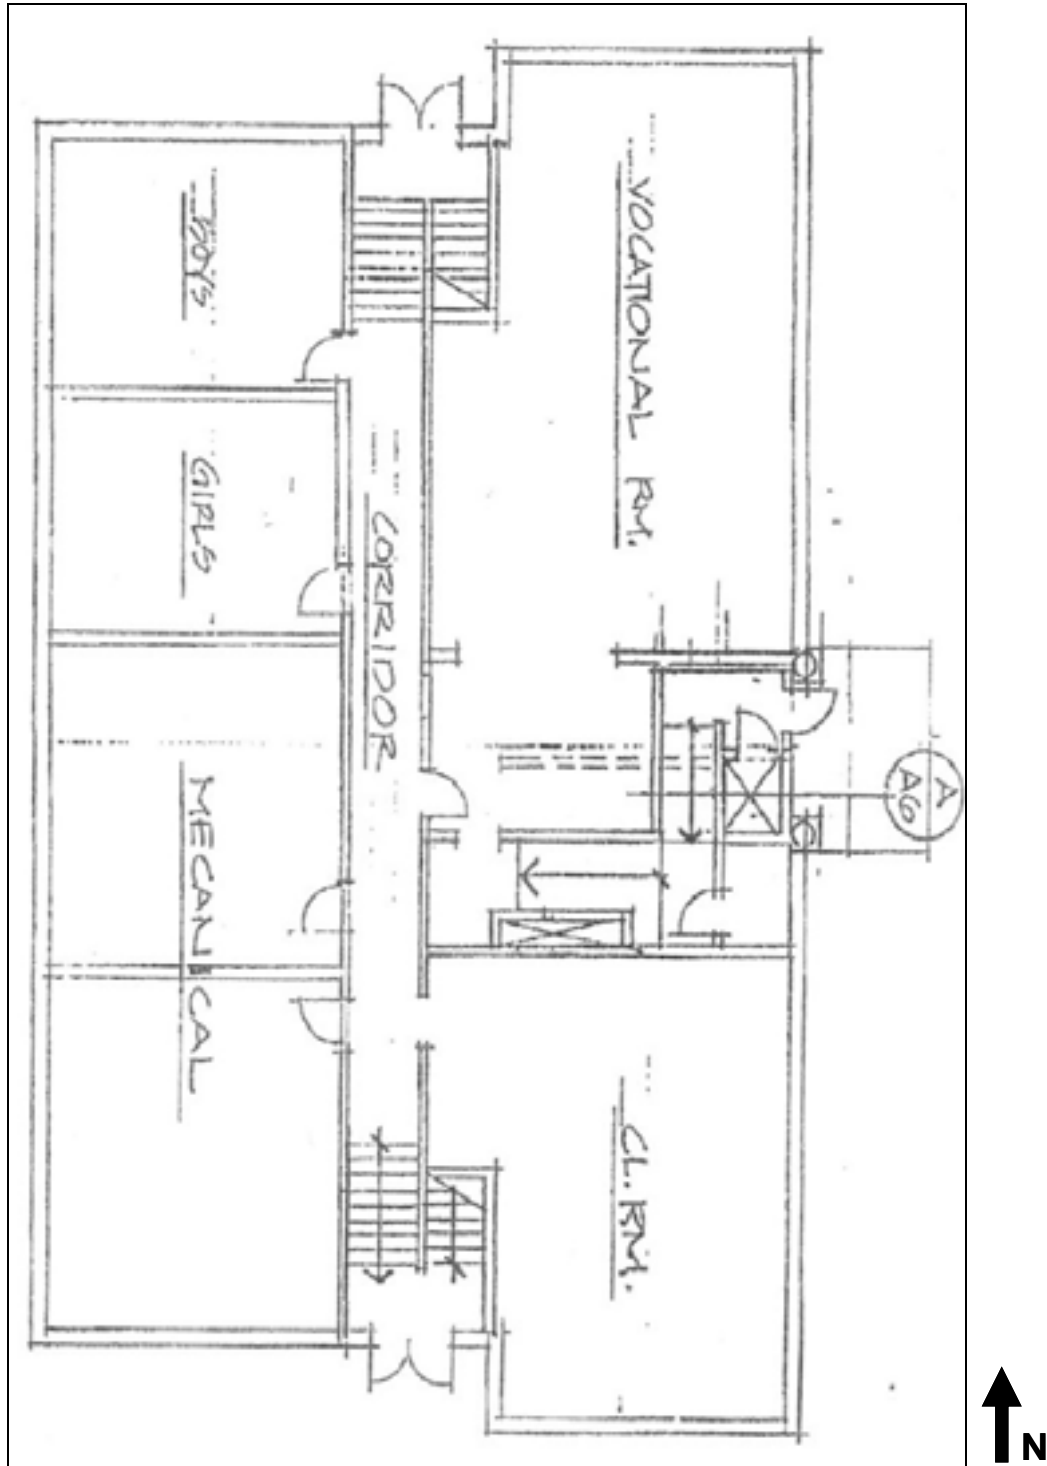 BOYS
VOCATIONAL RM.
GIRLS
CORRIDOR
A
A6
MECANICAL
CL. RM.
N